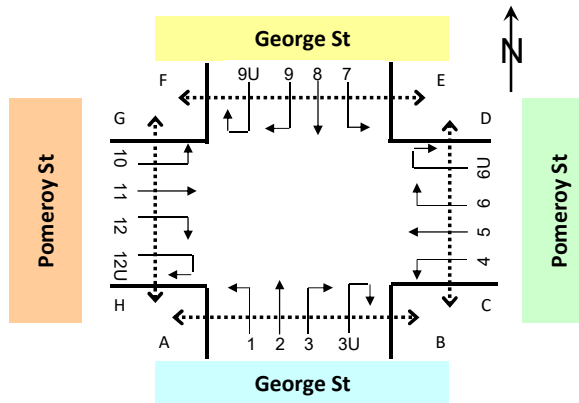 George St
N
F
9U 9 8 7
E
G
D
Pomeroy St
10
11
12
12U
6U
6
5
4
Pomeroy St
H
C
A
1 2 3 3U
B
George St